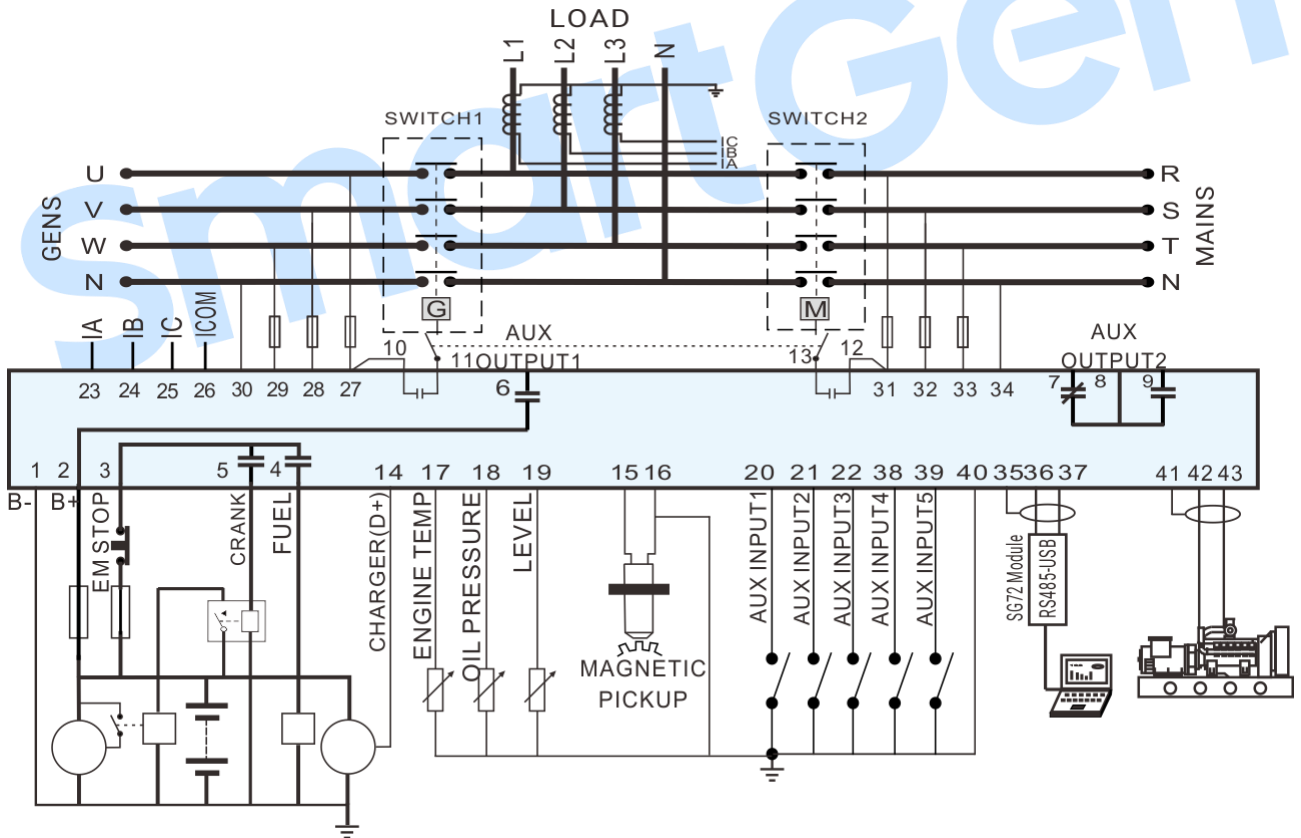 smartGen
LOAD
L1
L2
L3
N
SWITCH1
SWITCH2
IC
IB
IA
GENS
U
V
W
N
R
S
T
N
MAINS
G
M
IA
IB
IC
ICOM
10
11
AUX
OUTPUT1
13
12
AUX
OUTPUT2
23 24 25 26 30 29 28 27
6
31 32 33 34
7 8 9
1 2 3 5 4 14 17 18 19 15 16 20 21 22 38 39 40 35 36 37 41 42 43
B-
B+
EM STOP
CRANK
FUEL
CHARGER(D+)
ENGINE TEMP
OIL PRESSURE
LEVEL
MAGNETIC
PICKUP
AUX INPUT1
AUX INPUT2
AUX INPUT3
AUX INPUT4
AUX INPUT5
SG72 Module
RS485-USB